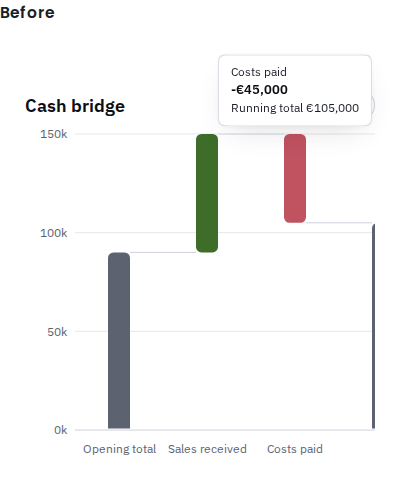 Before
Costs paid
-€45,000
Running total €105,000
Cash bridge
150k
100k
50k
0k
Opening total Sales received Costs paid